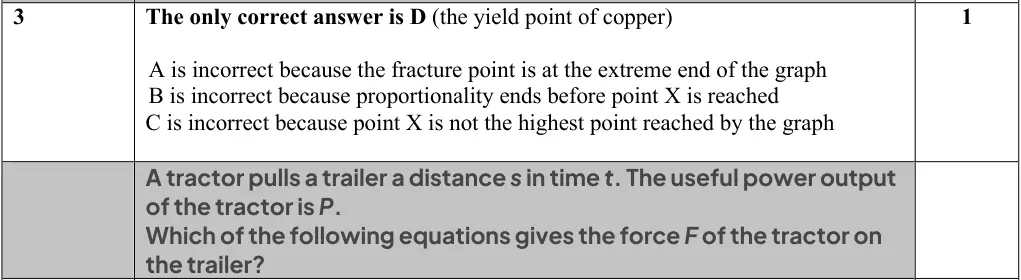 3 The only correct answer is D (the yield point of copper) 1
A is incorrect because the fracture point is at the extreme end of the graph
B is incorrect because proportionality ends before point X is reached
C is incorrect because point X is not the highest point reached by the graph
A tractor pulls a trailer a distance s in time t. The useful power output
of the tractor is P.
Which of the following equations gives the force F of the tractor on
the trailer?